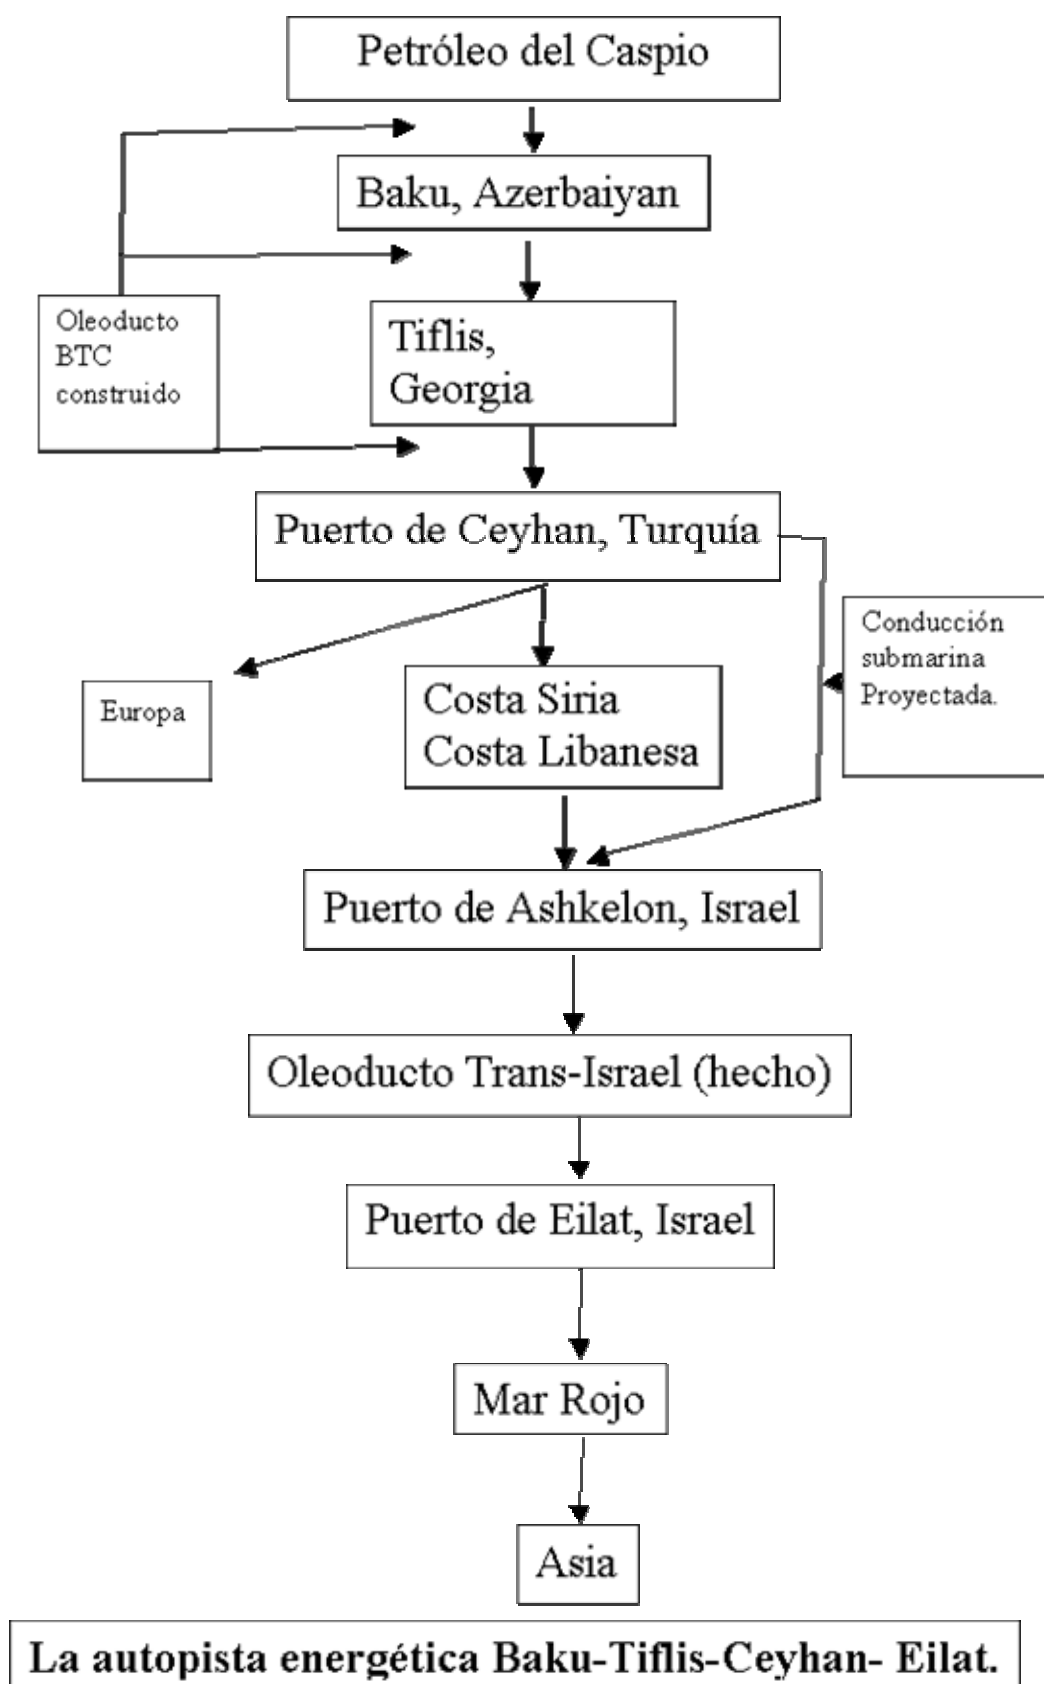 Petróleo del Caspio
Baku, Azerbaiyan
Oleoducto
BTC
construido
Tiflis,
Georgia
Puerto de Ceyhan, Turquía
Conducción
submarina
Proyectada.
Europa
Costa Siria
Costa Libanesa
Puerto de Ashkelon, Israel
Oleoducto Trans-Israel (hecho)
Puerto de Eilat, Israel
Mar Rojo
Asia
La autopista energética Baku-Tiflis-Ceyhan- Eilat.